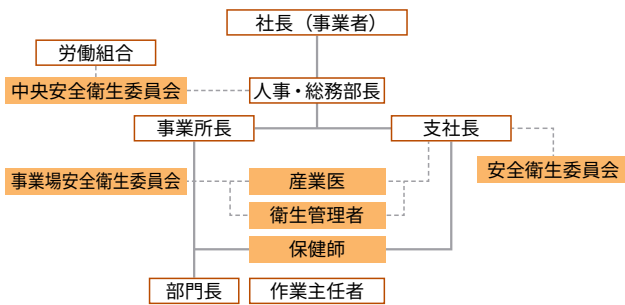 社長（事業者）
労働組合
中央安全衛生委員会
人事・総務部長
事業所長
支社長
安全衛生委員会
事業場安全衛生委員会
産業医
衛生管理者
保健師
部門長
作業主任者